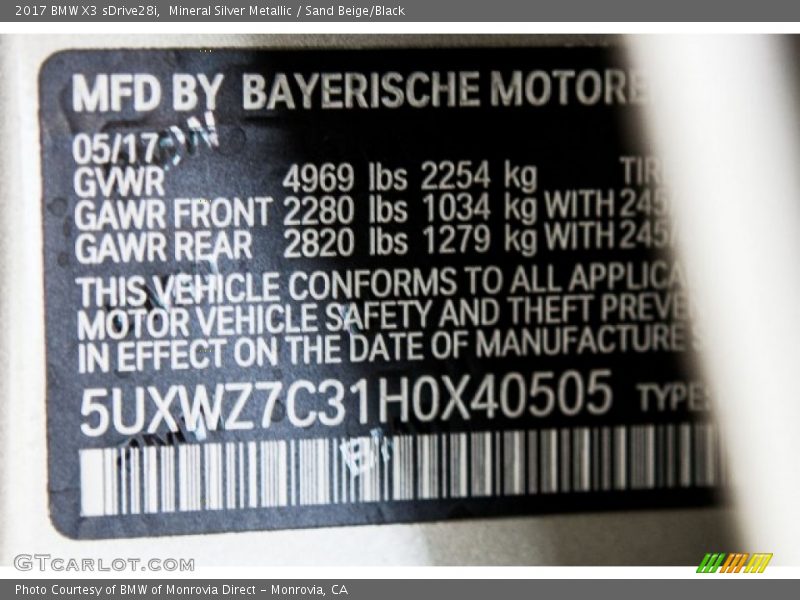 2017 BMW X3 sDrive28i,  Mineral Silver Metallic / Sand Beige/Black
MFD BY BAYERISCHE MOTORE
05/17
GVWR 4969 lbs 2254 kg TIR
GAWR FRONT 2280 lbs 1034 kg WITH 245
GAWR REAR 2820 lbs 1279 kg WITH 245
THIS VEHICLE CONFORMS TO ALL APPLICA
MOTOR VEHICLE SAFETY AND THEFT PREVE
IN EFFECT ON THE DATE OF MANUFACTURE
5UXWZ7C31H0X40505 TYPE
GTCARLOT.COM
Photo Courtesy of BMW of Monrovia Direct - Monrovia, CA